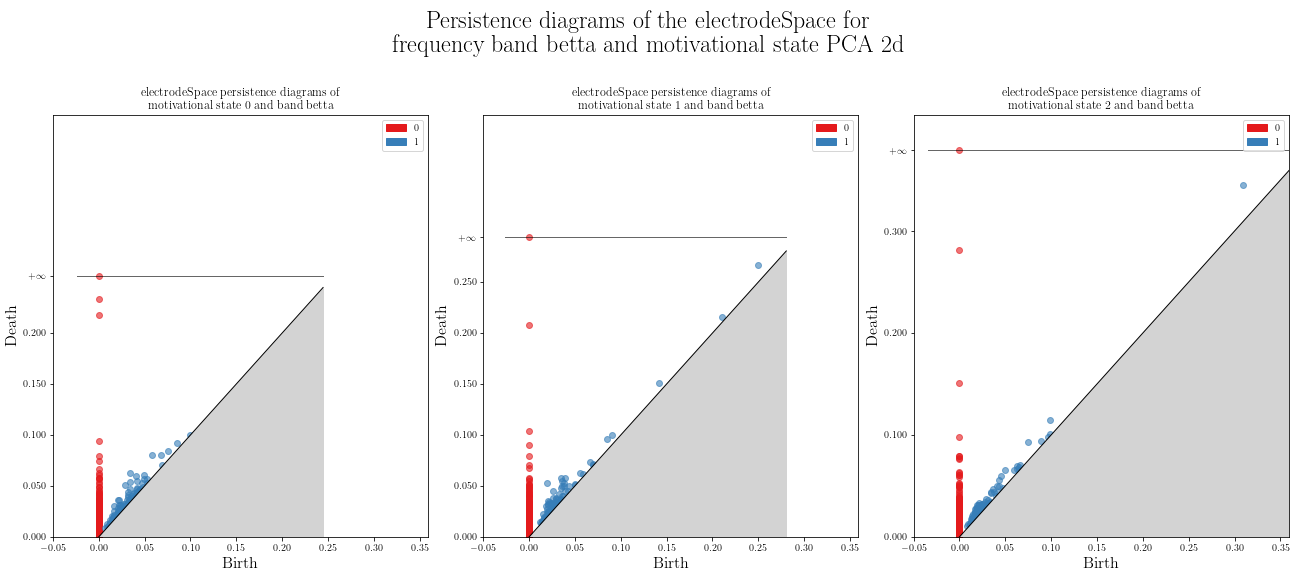 Persistence diagrams of the electrodeSpace for
frequency band betta and motivational state PCA 2d
electrodeSpace persistence diagrams of
motivational state 0 and band betta
0
1
+∞
0.200
0.150
0.100
0.050
0.000
Death
−0.05 0.00 0.05 0.10 0.15 0.20 0.25 0.30 0.35
Birth
electrodeSpace persistence diagrams of
motivational state 1 and band betta
0
1
+∞
0.250
0.200
0.150
0.100
0.050
0.000
Death
−0.05 0.00 0.05 0.10 0.15 0.20 0.25 0.30 0.35
Birth
electrodeSpace persistence diagrams of
motivational state 2 and band betta
0
1
+∞
0.300
0.200
0.100
0.000
Death
−0.05 0.00 0.05 0.10 0.15 0.20 0.25 0.30 0.35
Birth